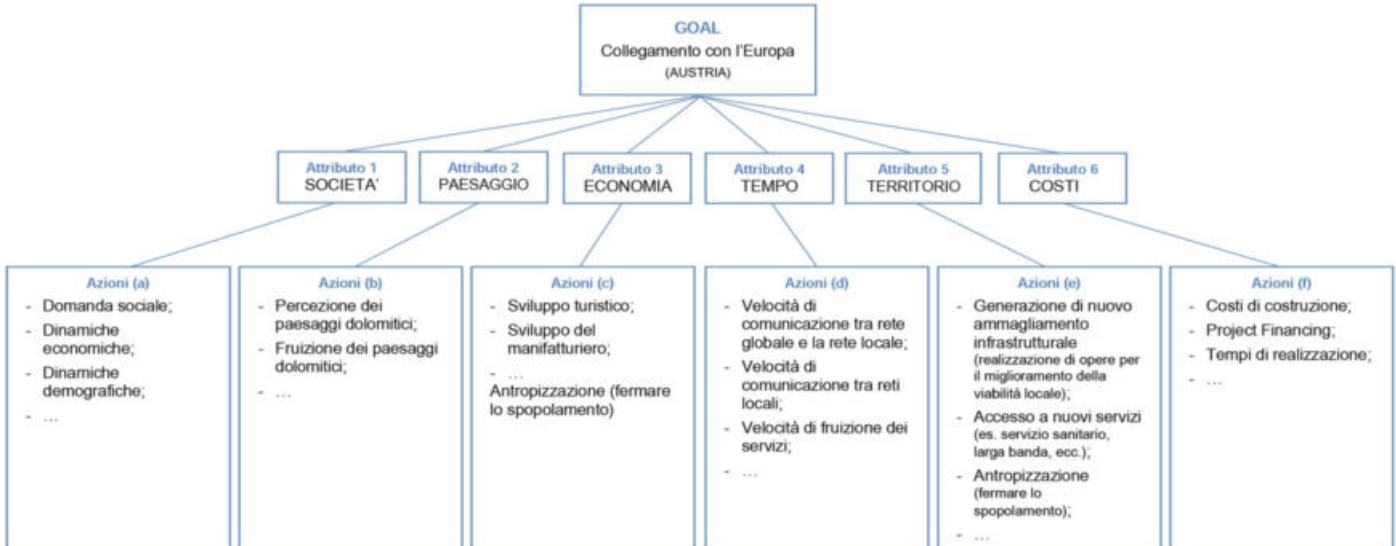 GOAL
Collegamento con l'Europa
(AUSTRIA)
Attributo 1
SOCIETA'
Attributo 2
PAESAGGIO
Attributo 3
ECONOMIA
Attributo 4
TEMPO
Attributo 5
TERRITORIO
Attributo 6
COSTI
Azioni (a)
- Domanda sociale;
- Dinamiche
economiche;
- Dinamiche
demografiche;
- ...
Azioni (b)
- Percezione dei
paesaggi dolomitici;
- Fruizione dei paesaggi
dolomitici;
- ...
Azioni (c)
- Sviluppo turistico;
- Sviluppo del
manifatturiero;
- ...
Antropizzazione (fermare
lo spopolamento)
Azioni (d)
- Velocità di
comunicazione tra rete
globale e la rete locale;
- Velocità di
comunicazione tra reti
locali;
- Velocità di fruizione dei
servizi;
- ...
Azioni (e)
- Generazione di nuovo
ammagliamento
infrastrutturale
(realizzazione di opere per
il miglioramento della
viabilità locale);
- Accesso a nuovi servizi
(es. servizio sanitario,
larga banda, ecc.);
- Antropizzazione
(fermare lo
spopolamento);
- ...
Azioni (f)
- Costi di costruzione;
- Project Financing;
- Tempi di realizzazione;
- ...